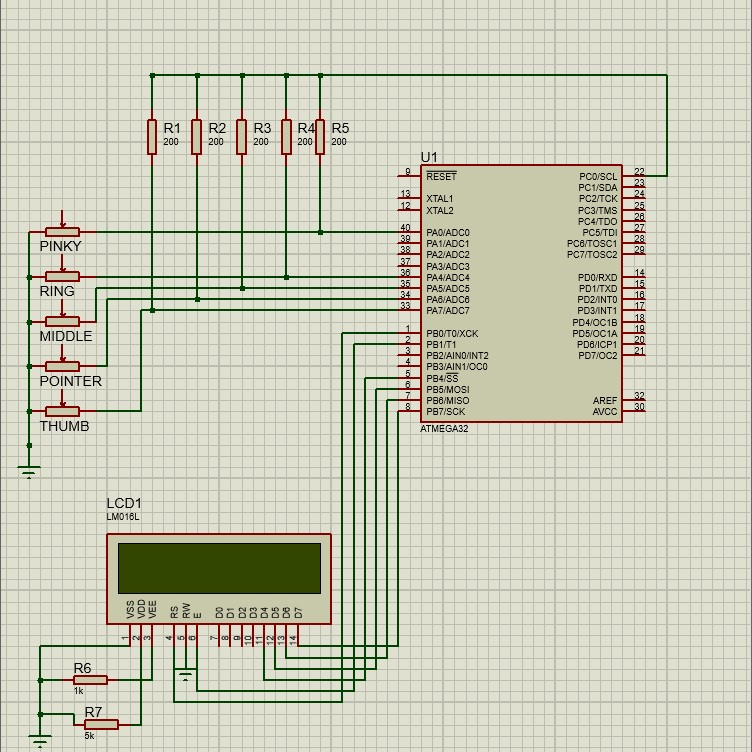 R1
200
R2
200
R3
200
R4
200
R5
200
PINKY
RING
MIDDLE
POINTER
THUMB
U1
9 RESET PC0/SCL 22
PC1/SDA 23
13 XTAL1 PC2/TCK 24
12 XTAL2 PC3/TMS 25
PC4/TDO 26
40 PA0/ADC0 PC5/TDI 27
39 PA1/ADC1 PC6/TOSC1 28
38 PA2/ADC2 PC7/TOSC2 29
37 PA3/ADC3
36 PA4/ADC4 PD0/RXD 14
35 PA5/ADC5 PD1/TXD 15
34 PA6/ADC6 PD2/INT0 16
33 PA7/ADC7 PD3/INT1 17
PD4/OC1B 18
1 PB0/T0/XCK PD5/OC1A 19
2 PB1/T1 PD6/ICP1 20
3 PB2/AIN0/INT2 PD7/OC2 21
4 PB3/AIN1/OC0
5 PB4/SS
6 PB5/MOSI
7 PB6/MISO AREF 32
8 PB7/SCK AVCC 30
ATMEGA32
LCD1
LM016L
VSS VDD VEE RS RW E D0 D1 D2 D3 D4 D5 D6 D7
1 2 3 4 5 6 7 8 9 10 11 12 13 14
R6
1k
R7
5k